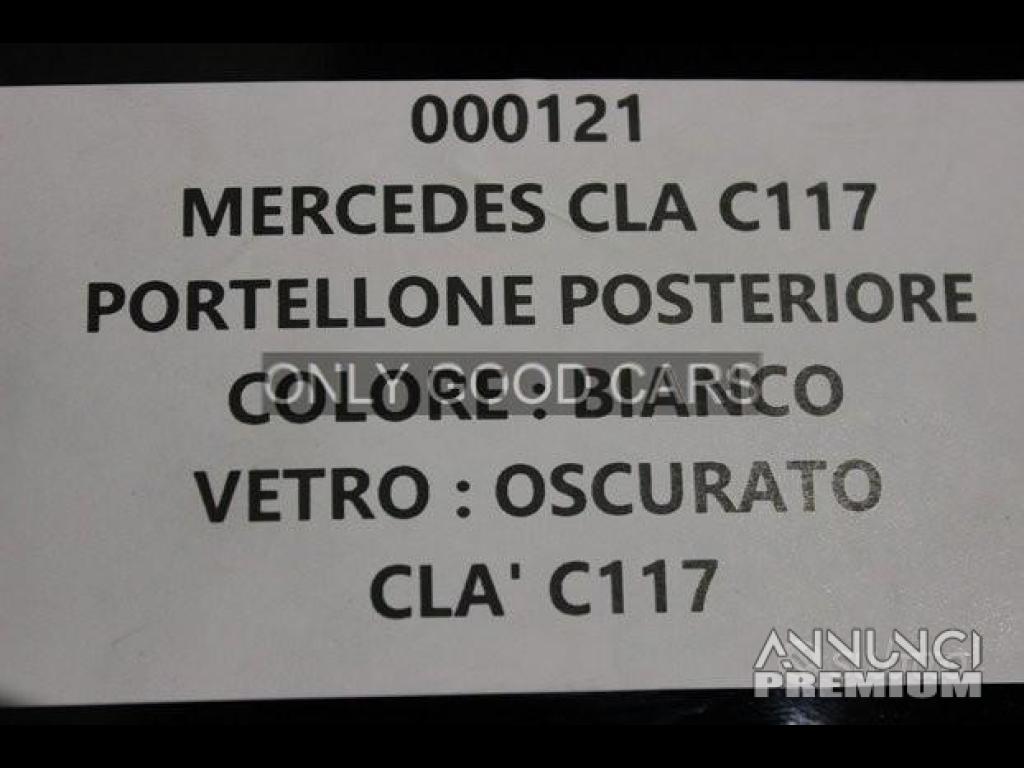 000121
MERCEDES CLA C117
PORTELLONE POSTERIORE
COLORE : BIANCO
ONLY GOOD CARS
VETRO : OSCURATO
CLA' C117
ANNUNCI
PREMIUM